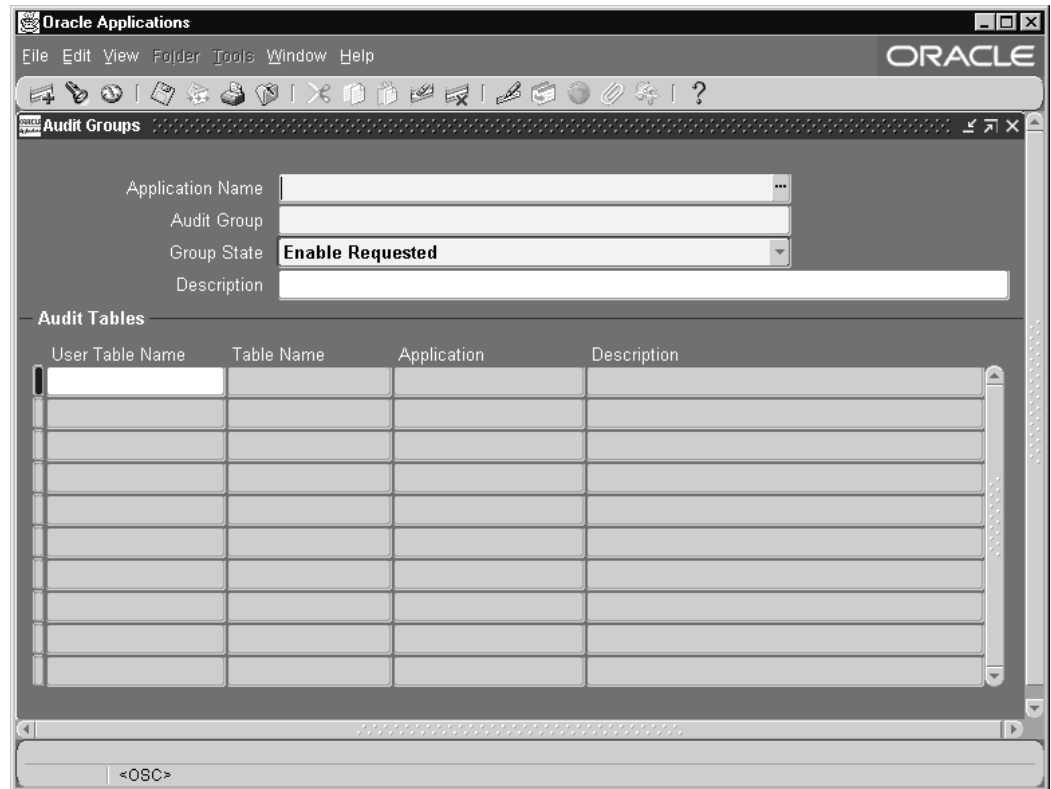 Oracle Applications
File Edit View Folder Tools Window Help
ORACLE
Audit Groups
Application Name
Audit Group
Group State Enable Requested
Description
Audit Tables
User Table Name Table Name Application Description
<OSC>